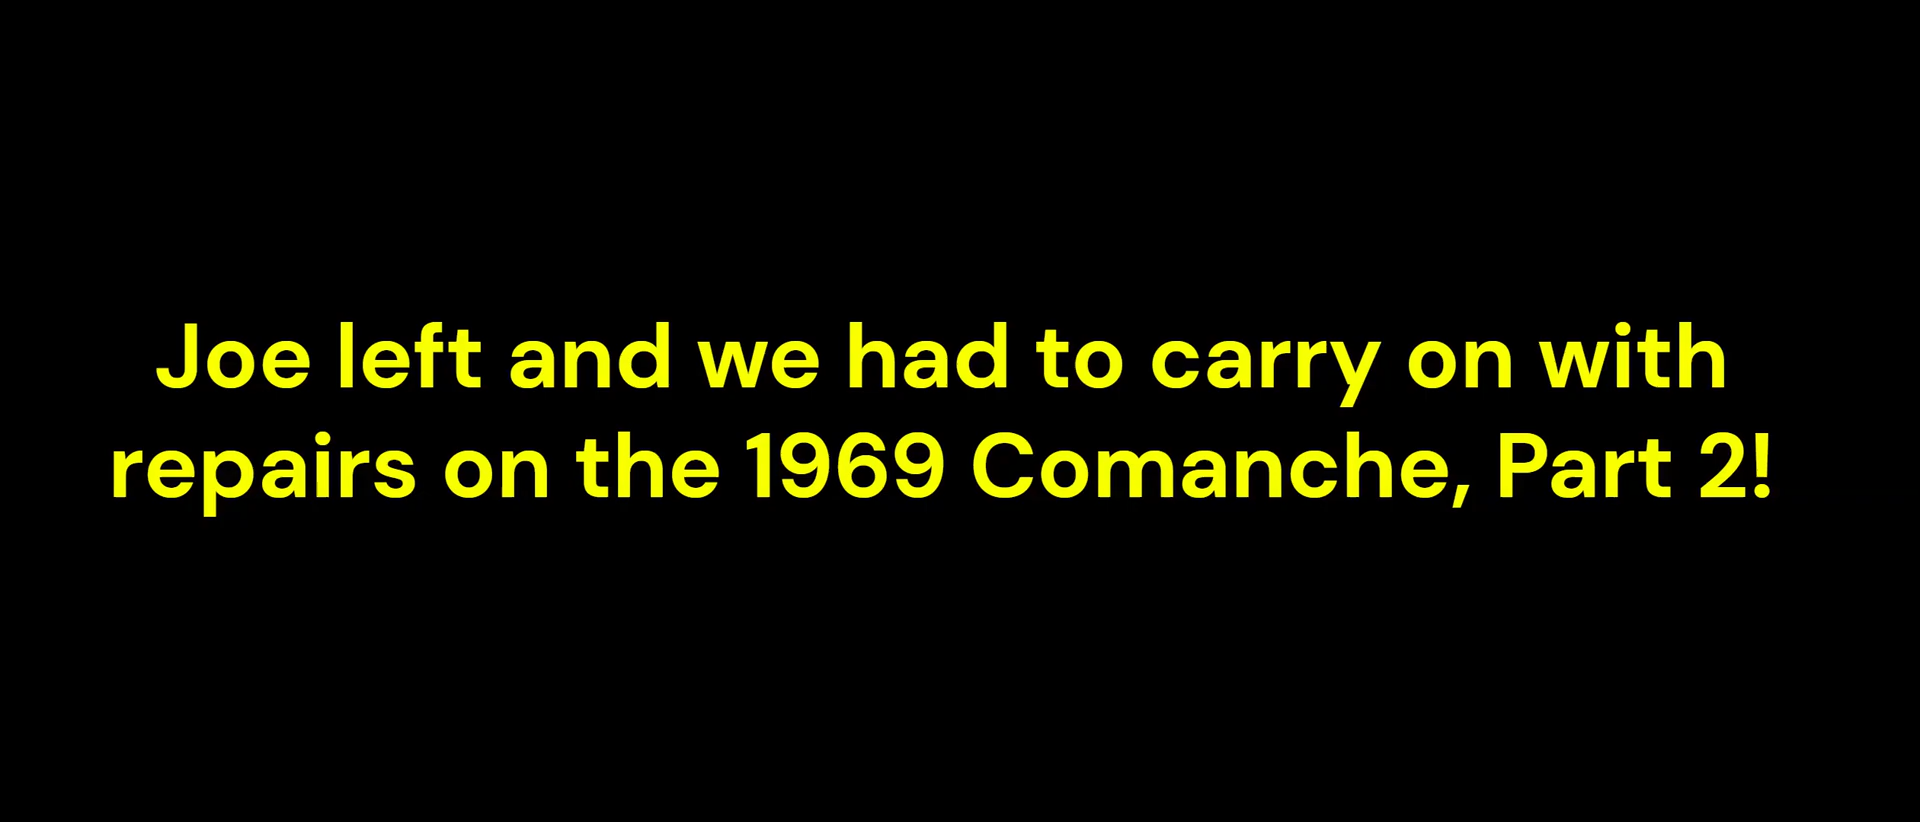 Joe left and we had to carry on with
repairs on the 1969 Comanche, Part 2!